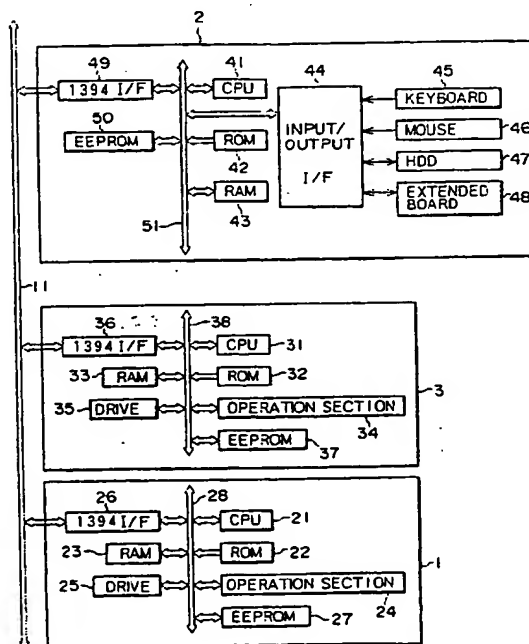 2
49
41
44
45
1394 I/F
CPU
KEYBOARD
50
MOUSE
46
EEPROM
ROM
INPUT/
OUTPUT
I/F
HDD
47
42
EXTENDED
BOARD
48
RAM
43
51
11
36
38
1394 I/F
CPU
31
33
RAM
ROM
32
35
DRIVE
OPERATION SECTION
3
34
EEPROM
37
26
28
1394 I/F
CPU
21
23
RAM
ROM
22
1
25
DRIVE
OPERATION SECTION
24
EEPROM
27